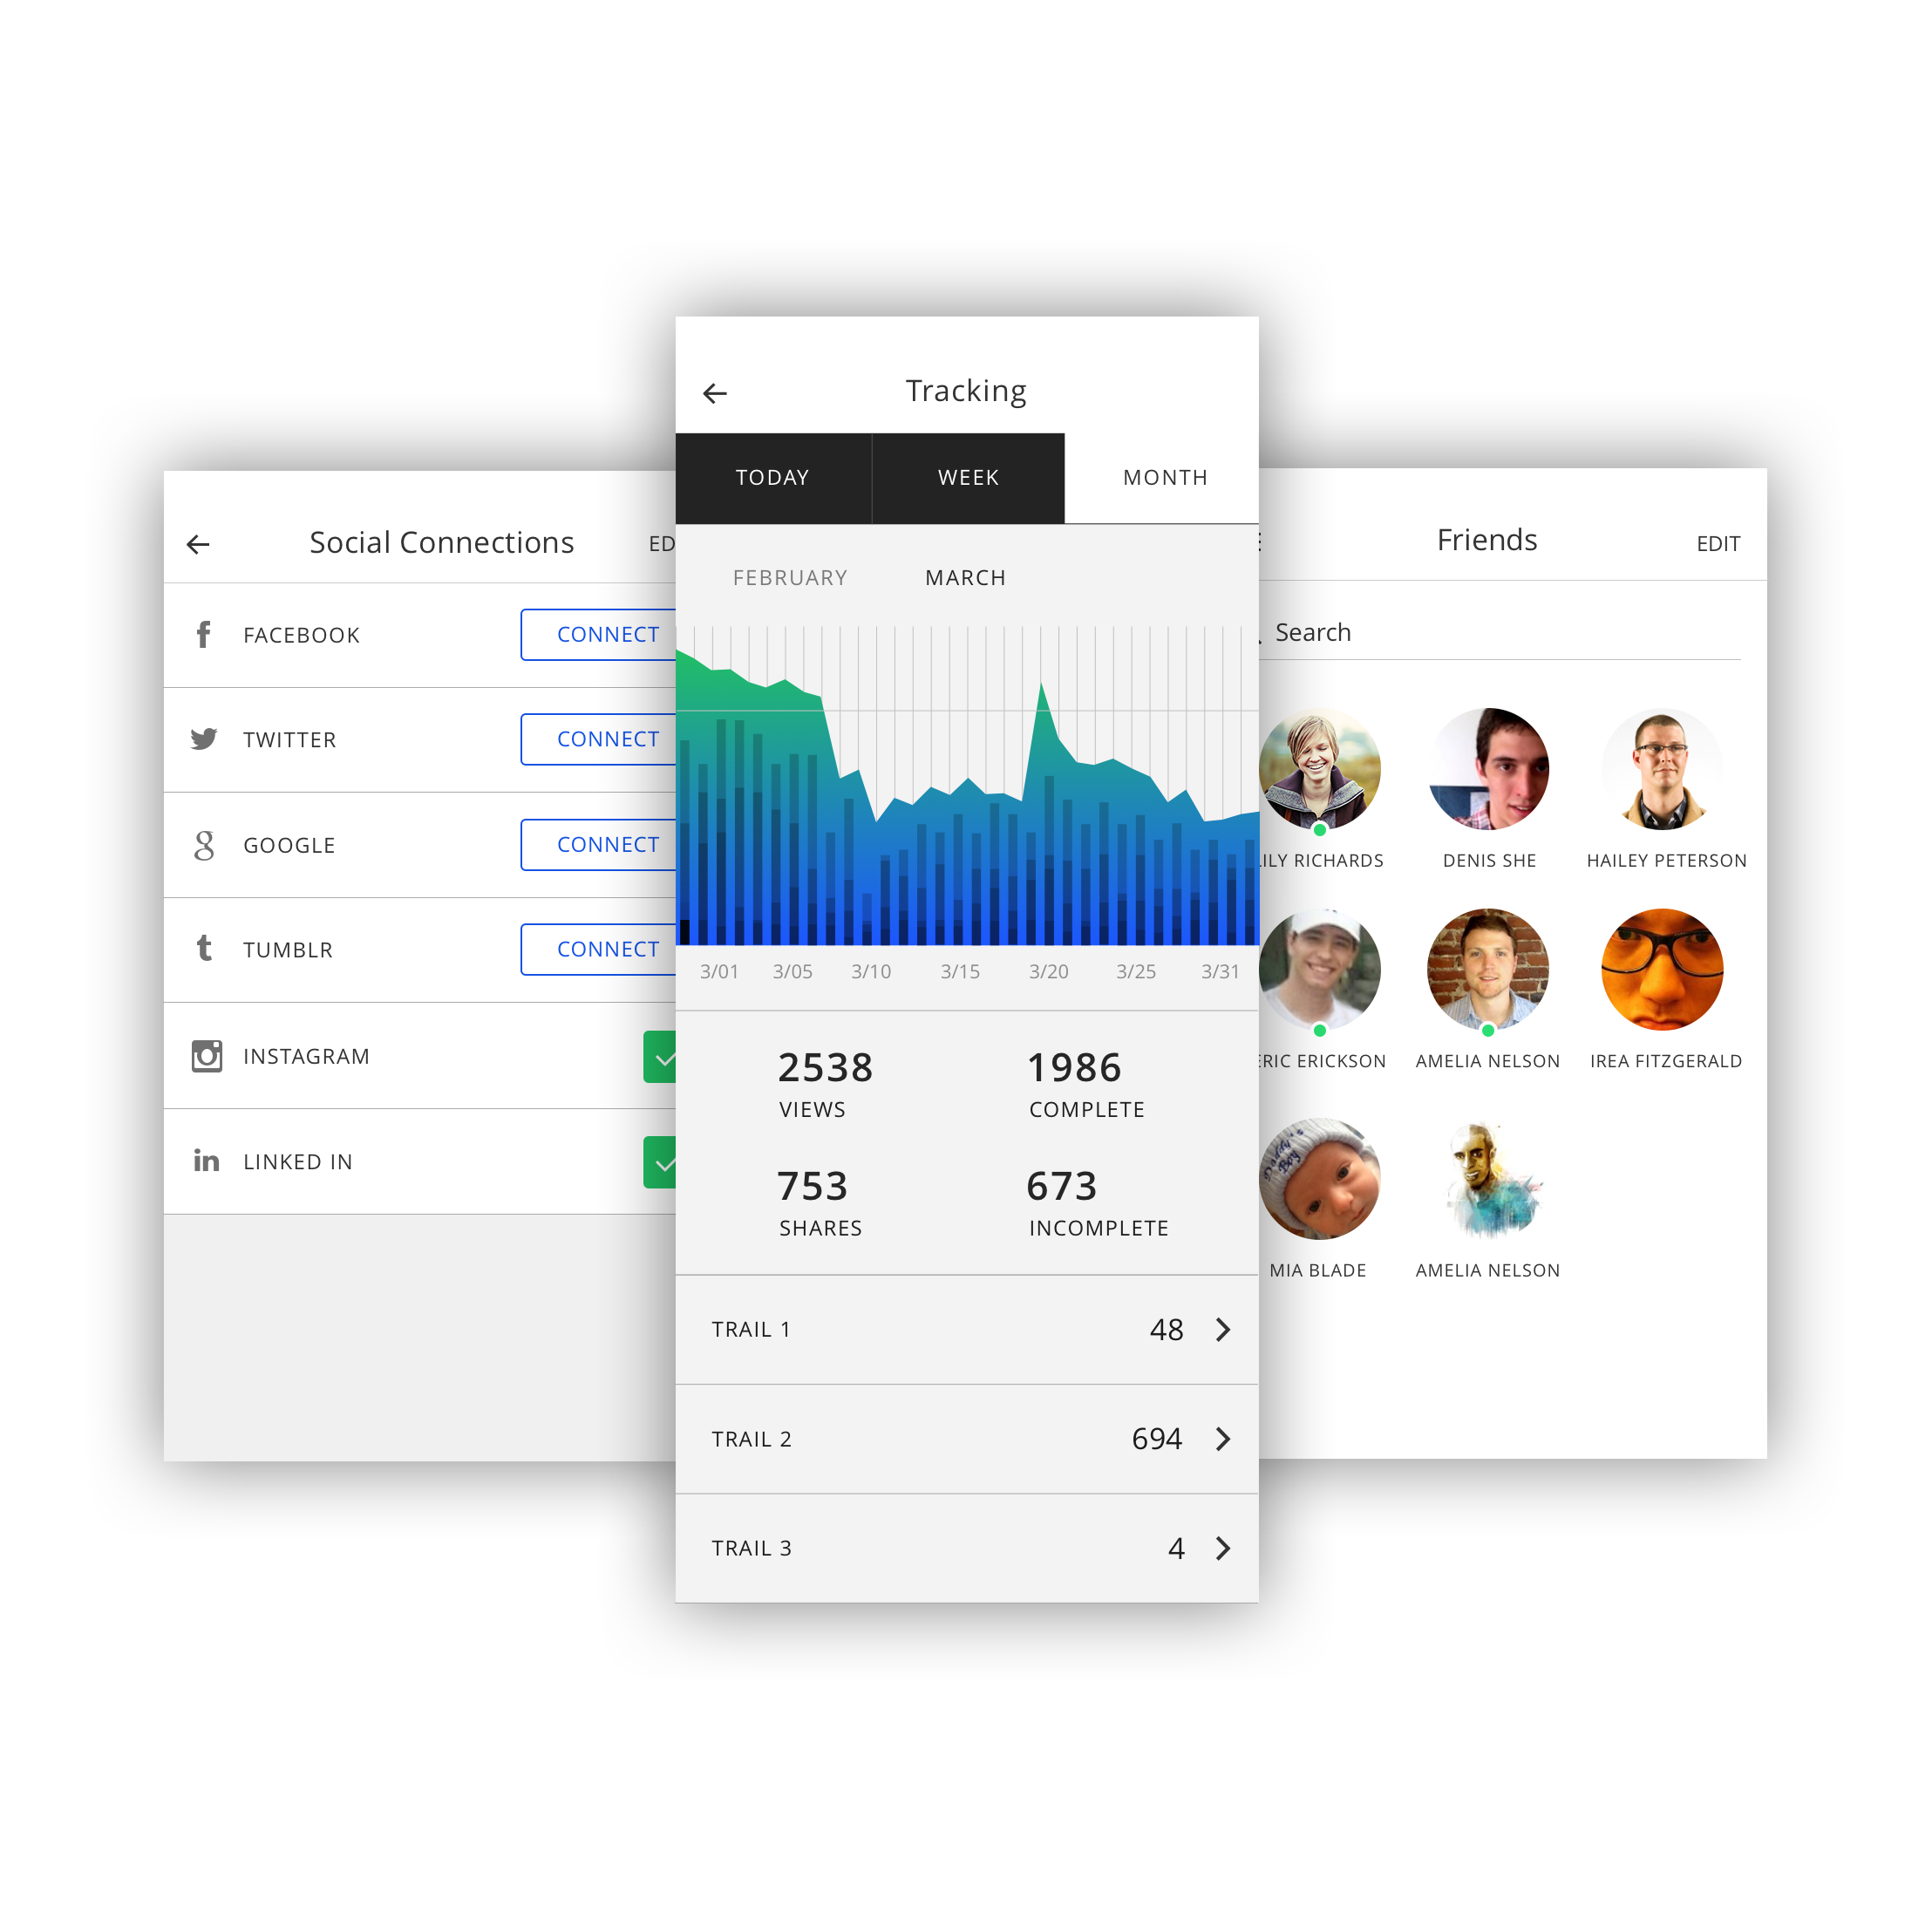 Social Connections
FACEBOOK CONNECT
TWITTER CONNECT
GOOGLE CONNECT
TUMBLR CONNECT
INSTAGRAM
LINKED IN
Tracking
TODAY WEEK MONTH
FEBRUARY MARCH
3/01 3/05 3/10 3/15 3/20 3/25 3/31
2538 1986
VIEWS COMPLETE
753 673
SHARES INCOMPLETE
TRAIL 1 48
TRAIL 2 694
TRAIL 3 4
Friends EDIT
Search
RICHARDS DENIS SHE HAILEY PETERSON
ERICKSON AMELIA NELSON IREA FITZGERALD
Daddy's
Boy
MIA BLADE AMELIA NELSON